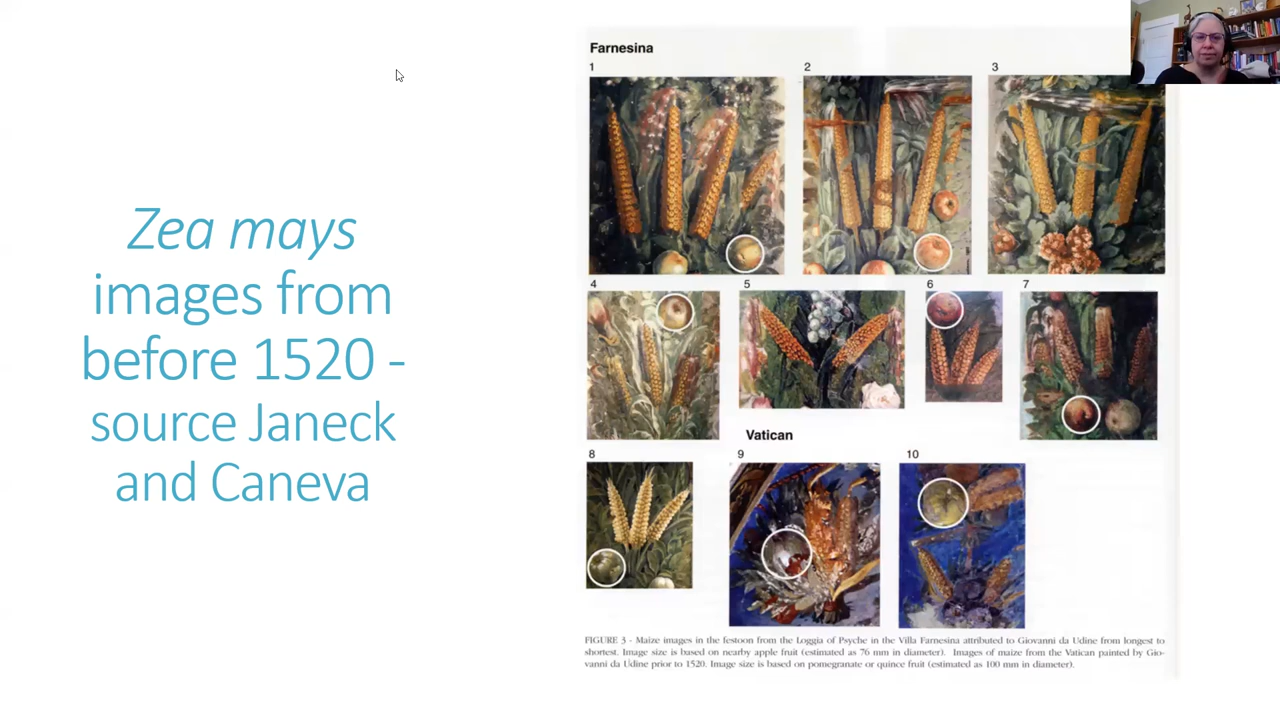 Zea mays
images from
before 1520 -
source Janeck
and Caneva
Farnesina
1
2
3
4
5
6
7
Vatican
8
9
10
FIGURE 3 - Maize images in the festoon from the Loggia of Psyche in the Villa Farnesina attributed to Giovanni da Udine from longest to
shortest. Image size is based on nearby apple fruit (estimated as 76 mm in diameter). Images of maize from the Vatican painted by Gio-
vanni da Udine prior to 1520. Image size is based on pomegranate or quince fruit (estimated as 100 mm in diameter).